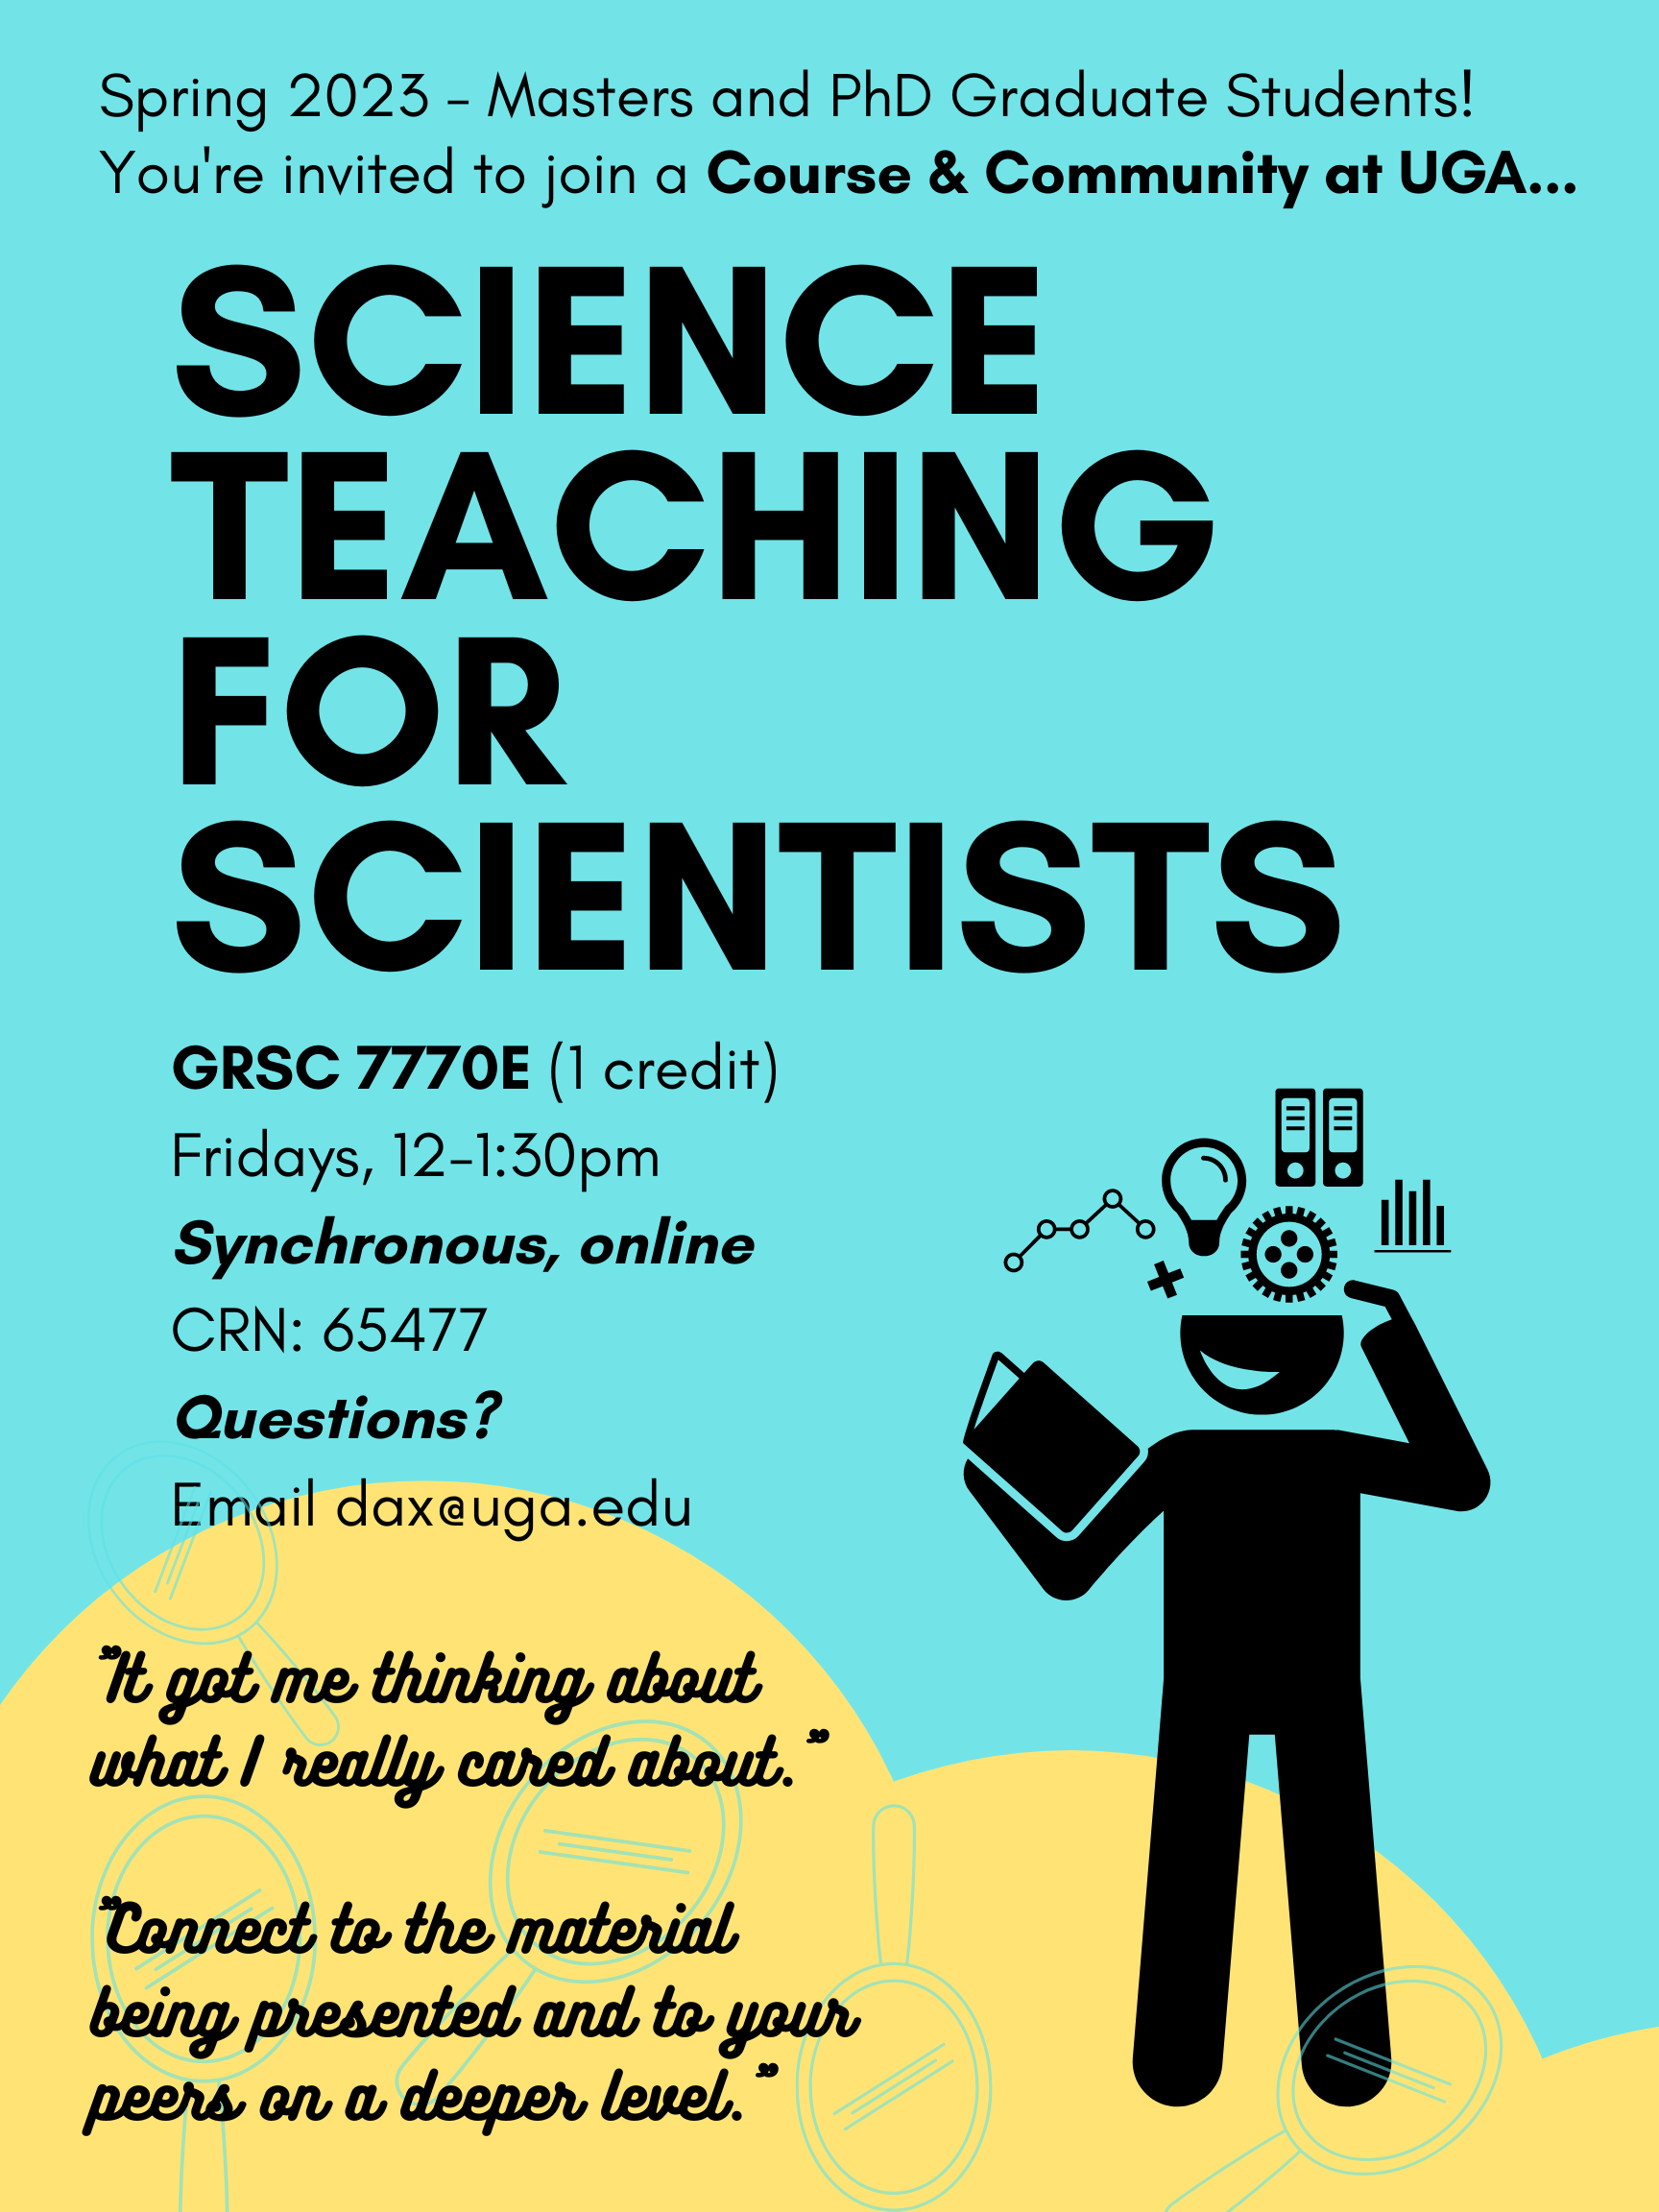 Spring 2023 - Masters and PhD Graduate Students!
You're invited to join a Course & Community at UGA...
SCIENCE
TEACHING
FOR
SCIENTISTS
GRSC 7770E (1 credit)
Fridays, 12-1:30pm
Synchronous, online
CRN: 65477
Questions?
Email dax@uga.edu
"It got me thinking about
what I really cared about."
"Connect to the material
being presented and to your
peers on a deeper level."